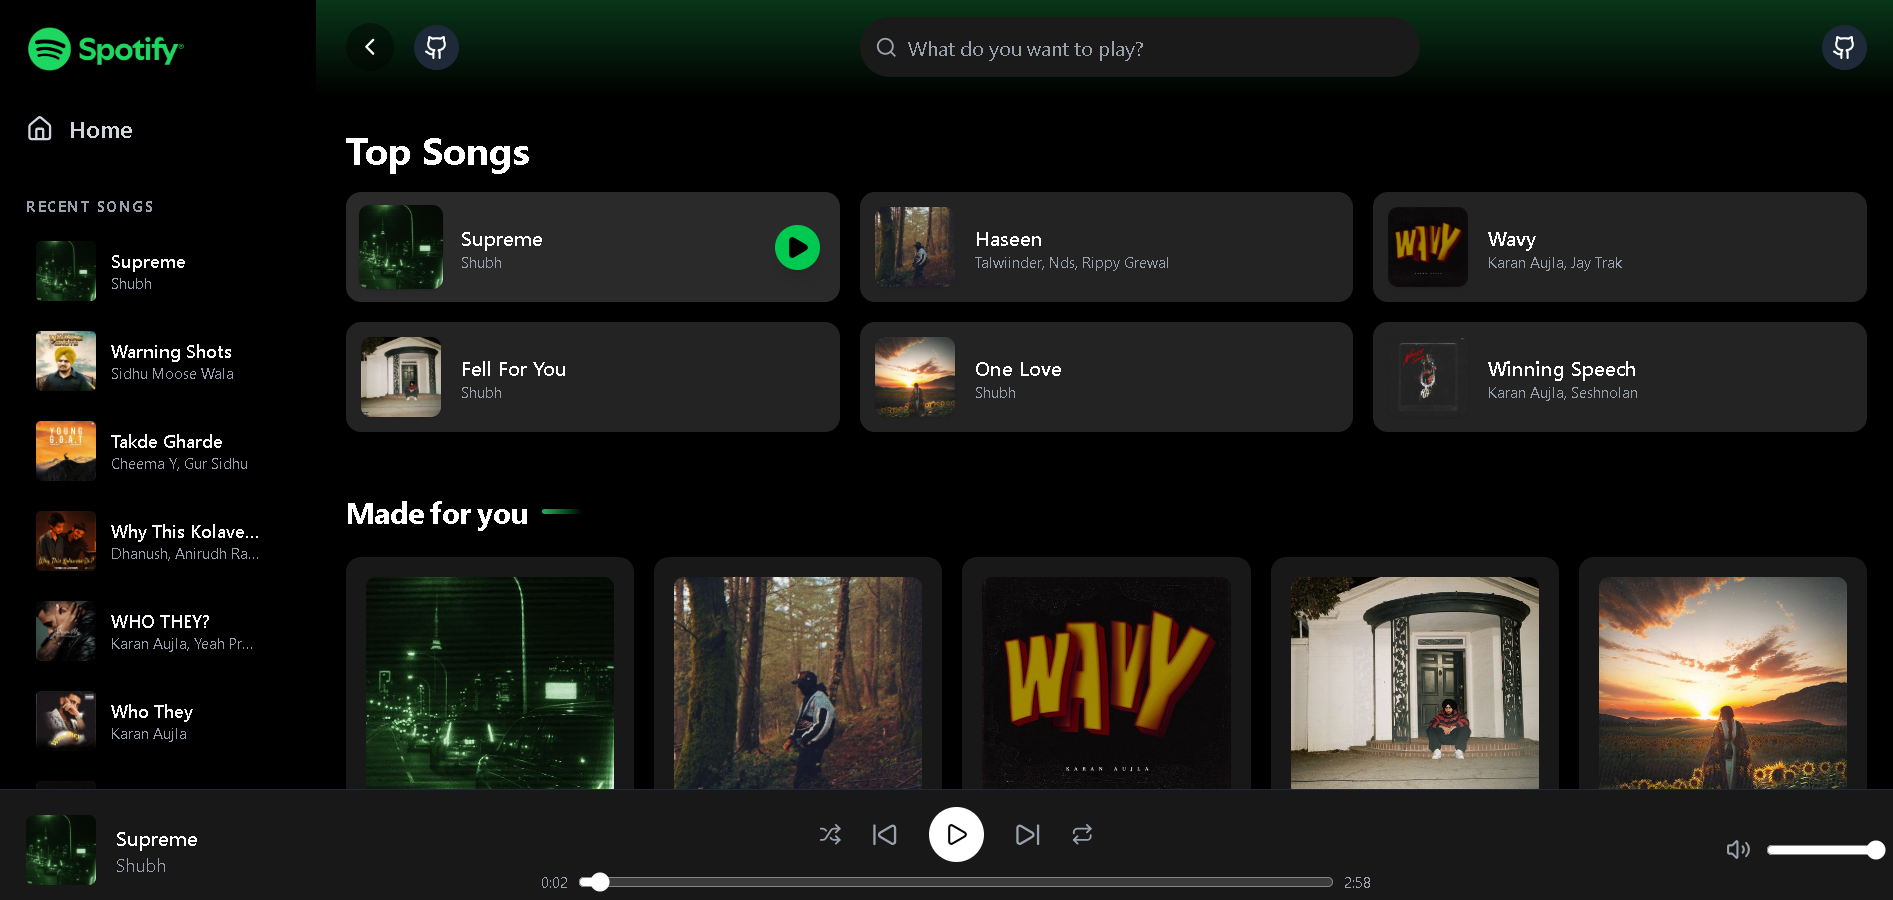 Spotify
What do you want to play?
Home
RECENT SONGS
Supreme
Shubh
Warning Shots
Sidhu Moose Wala
Takde Gharde
Cheema Y, Gur Sidhu
Why This Kolave...
Dhanush, Anirudh Ra...
WHO THEY?
Karan Aujla, Yeah Pr...
Who They
Karan Aujla
Top Songs
Supreme
Shubh
Haseen
Talwiinder, Nds, Rippy Grewal
WAVY
Wavy
Karan Aujla, Jay Trak
Fell For You
Shubh
One Love
Shubh
Winning Speech
Karan Aujla, Seshnolan
Made for you
WAVY
KARAN AUJLA
Supreme
Shubh
0:02
2:58